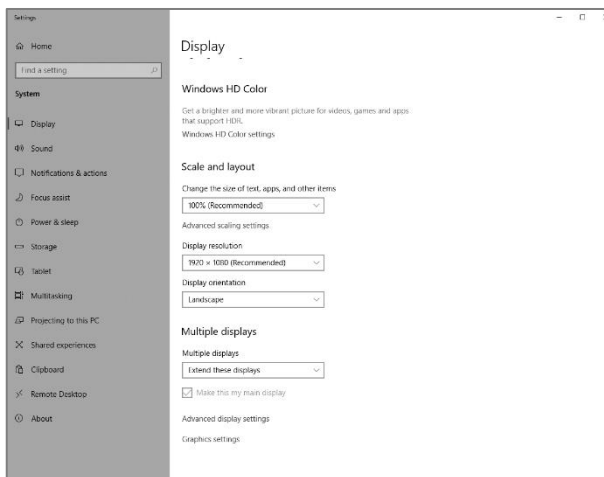 Settings
Home
Find a setting
System
Display
Sound
Notifications & actions
Focus assist
Power & sleep
Storage
Tablet
Multitasking
Projecting to this PC
Shared experiences
Clipboard
Remote Desktop
About
Display
Windows HD Color
Get a brighter and more vibrant picture for videos, games and apps
that support HDR.
Windows HD Color settings
Scale and layout
Change the size of text, apps, and other items
100% (Recommended)
Advanced scaling settings
Display resolution
1920 × 1080 (Recommended)
Display orientation
Landscape
Multiple displays
Multiple displays
Extend these displays
Make this my main display
Advanced display settings
Graphics settings